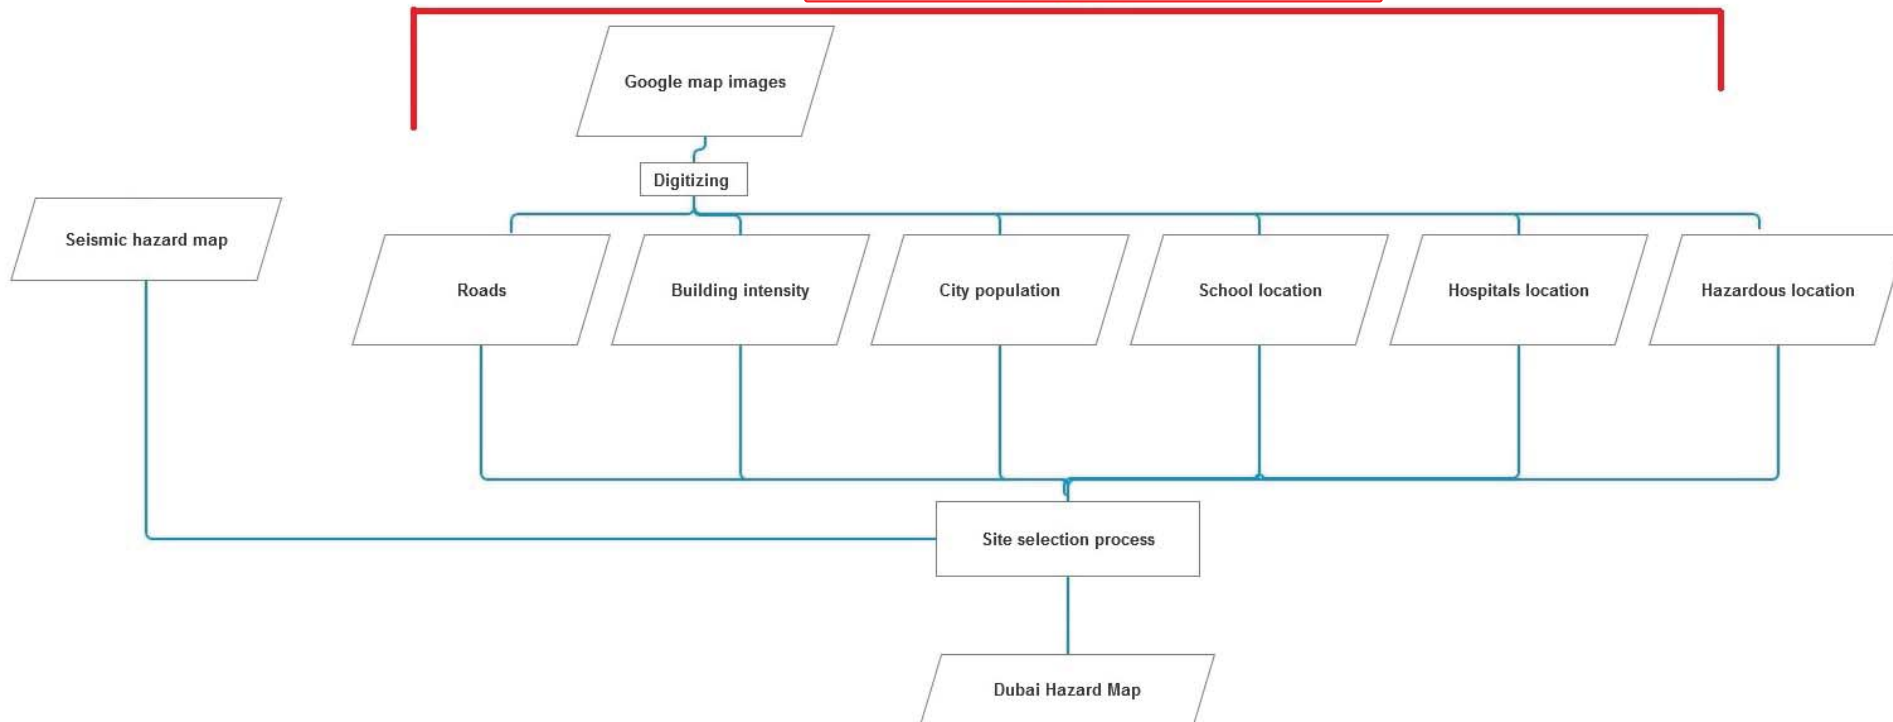 Google map images
Digitizing
Seismic hazard map
Roads
Building intensity
City population
School location
Hospitals location
Hazardous location
Site selection process
Dubai Hazard Map